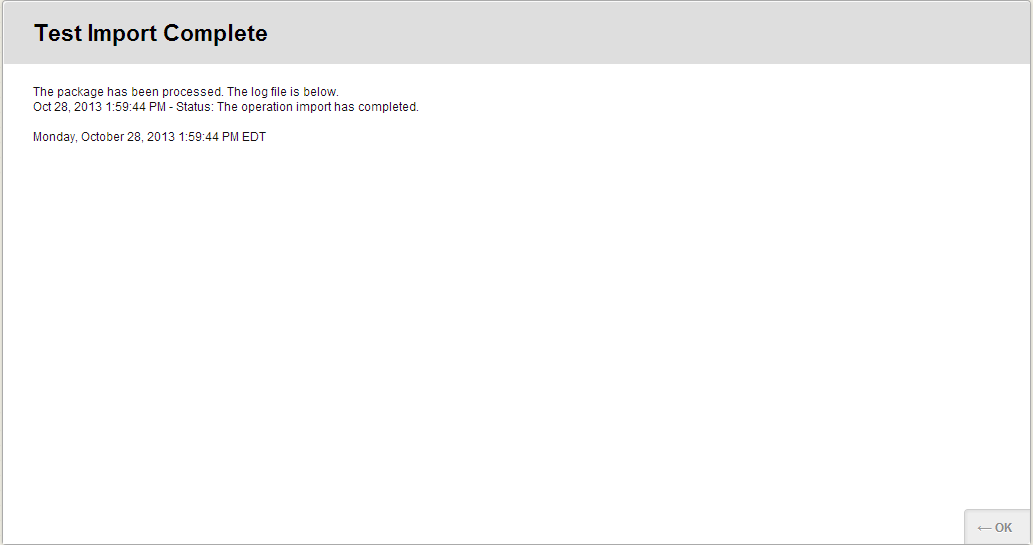 Test Import Complete
The package has been processed. The log file is below.
Oct 28, 2013 1:59:44 PM - Status: The operation import has completed.
Monday, October 28, 2013 1:59:44 PM EDT
← OK